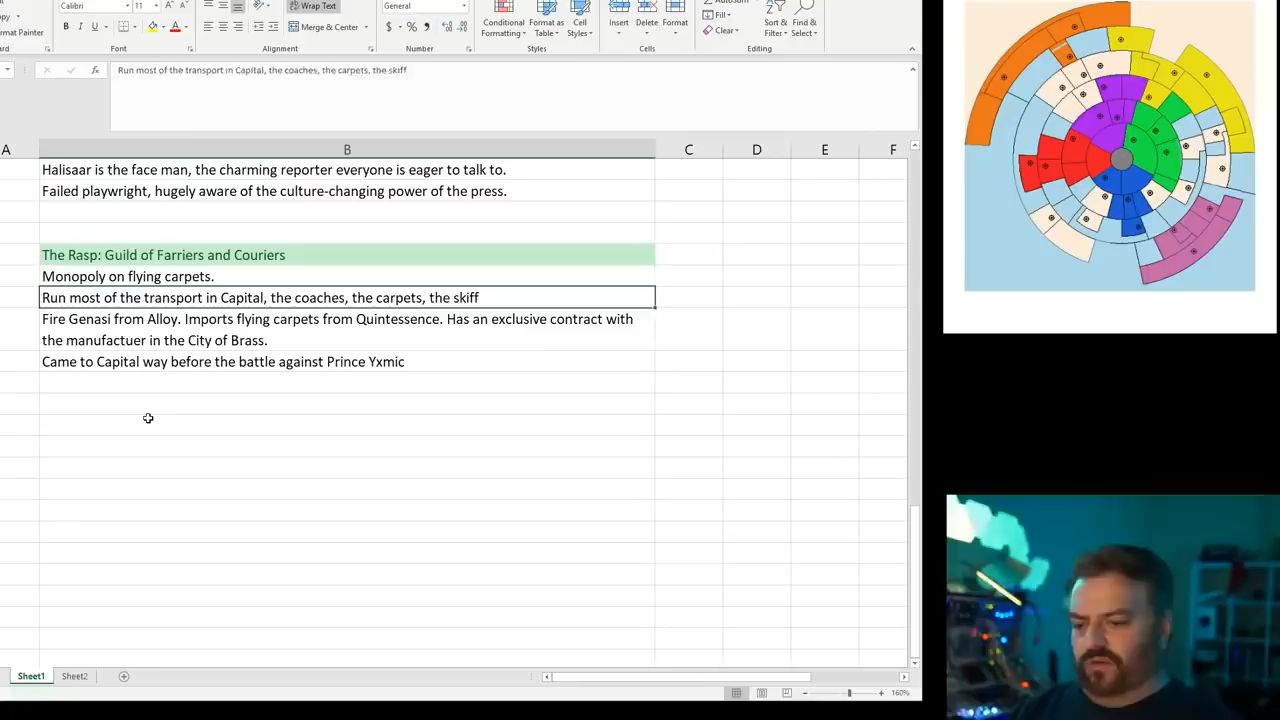 Calibri
Wrap Text
General
Format Painter
B I U
Merge & Center
$ % ,
Conditional Formatting
Format as Table
Cell Styles
Insert
Delete
Format
Fill
Clear
Sort & Filter
Find & Select
Font
Alignment
Number
Styles
Cells
Editing
fx
Run most of the transport in Capital, the coaches, the carpets, the skiff
A B C D E F
Halisaar is the face man, the charming reporter everyone is eager to talk to.
Failed playwright, hugely aware of the culture-changing power of the press.
The Rasp: Guild of Farriers and Couriers
Monopoly on flying carpets.
Run most of the transport in Capital, the coaches, the carpets, the skiff
Fire Genasi from Alloy. Imports flying carpets from Quintessence. Has an exclusive contract with
the manufactuer in the City of Brass.
Came to Capital way before the battle against Prince Yxmic
Sheet1 Sheet2
160%